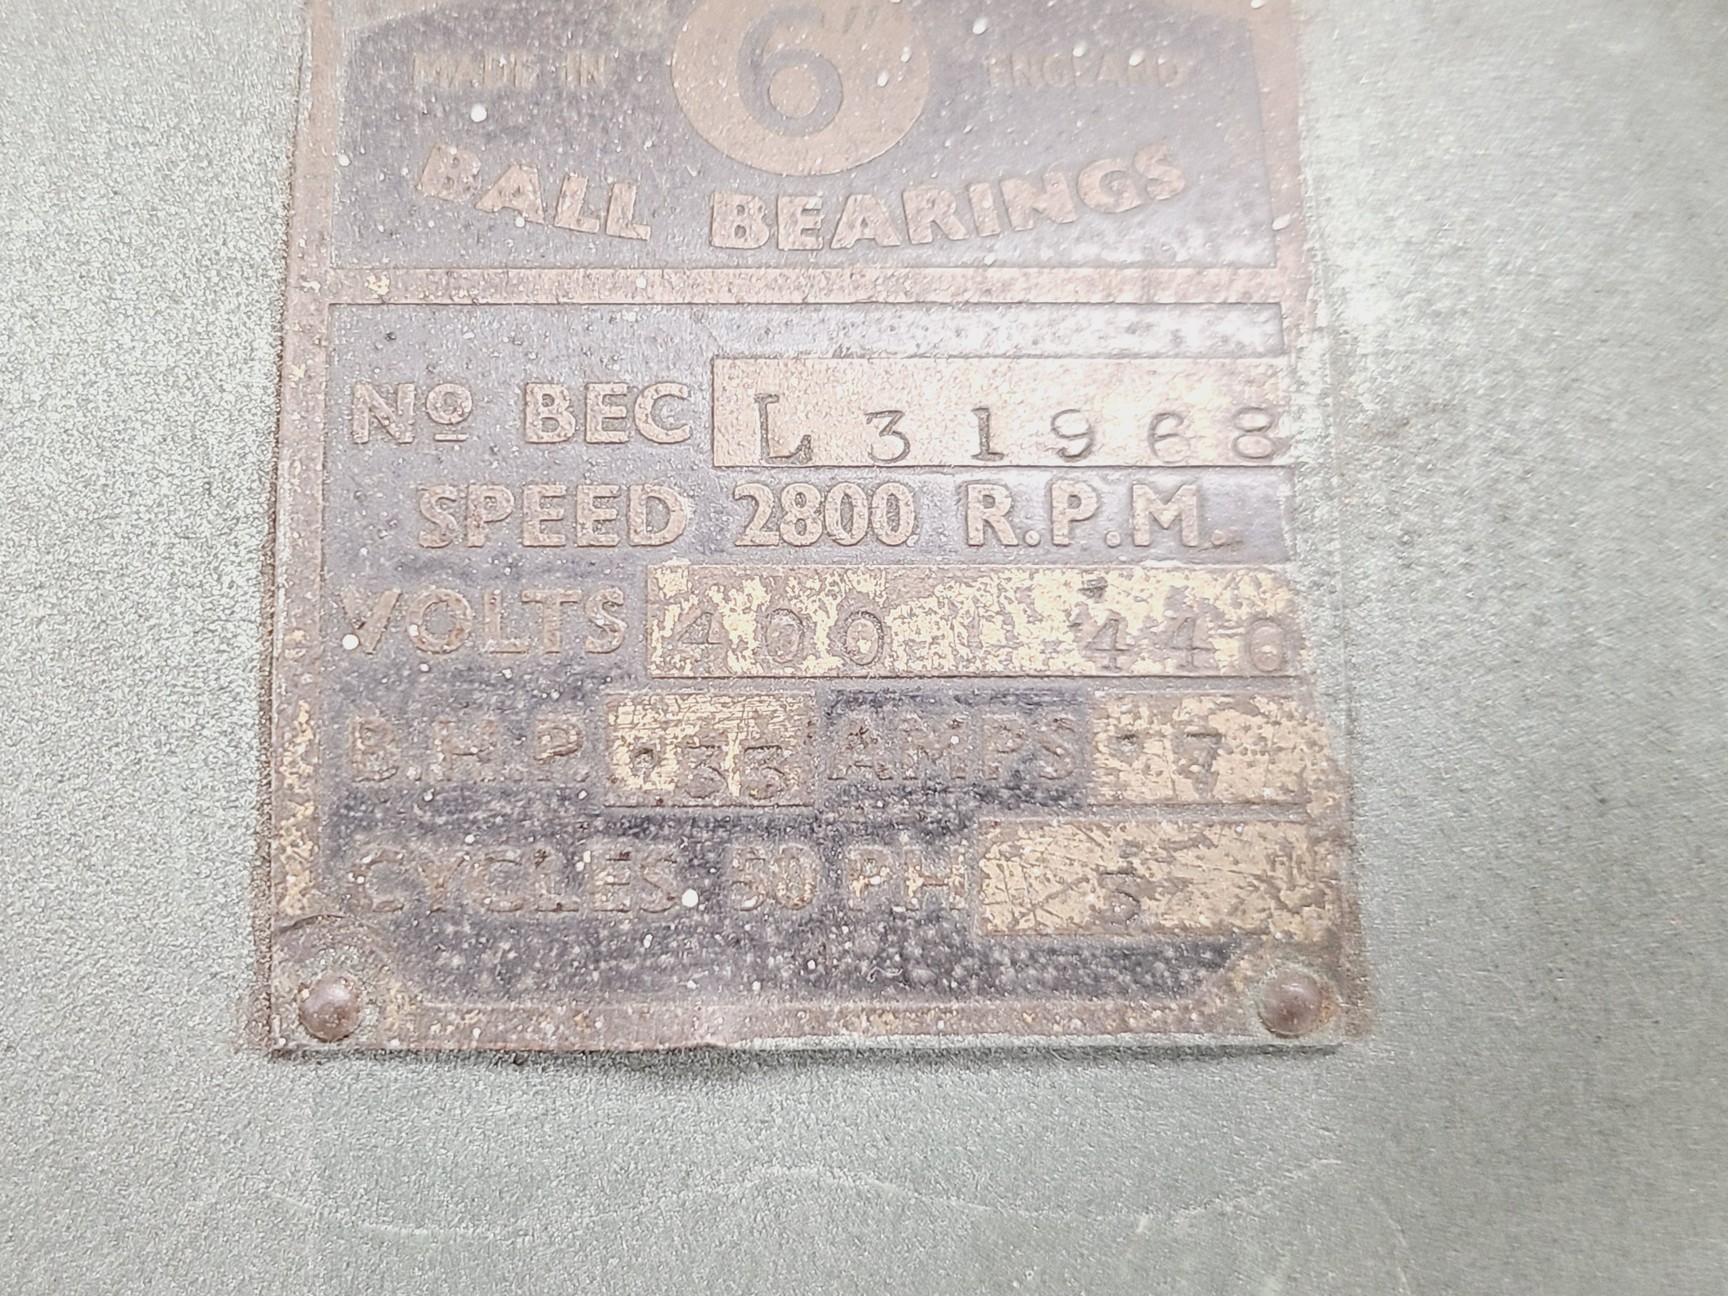 6"
MADE IN ENGLAND
BALL BEARINGS
Nº BEC L 31968
SPEED 2800 R.P.M.
VOLTS 400 440
B.H.P. .33 AMPS .7
CYCLES 50 PH 3